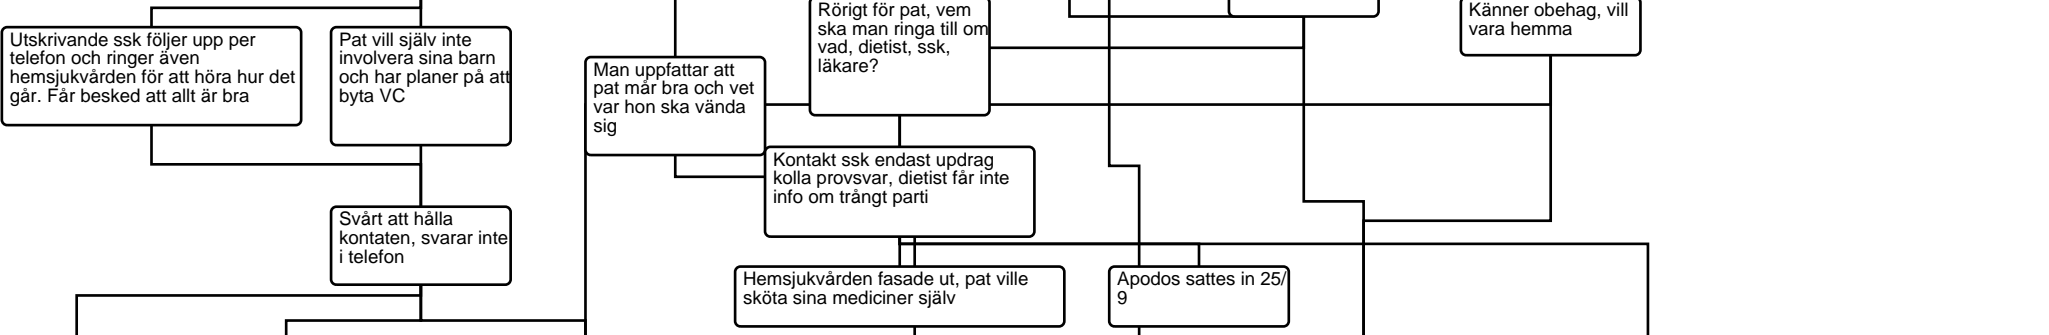 Utskrivande ssk följer upp per
telefon och ringer även
hemsjukvården för att höra hur det
går. Får besked att allt är bra
Pat vill själv inte
involvera sina barn
och har planer på att
byta VC
Man uppfattar att
pat mår bra och vet
var hon ska vända
sig
Rörigt för pat, vem
ska man ringa till om
vad, dietist, ssk,
läkare?
Känner obehag, vill
vara hemma
Kontakt ssk endast updrag
kolla provsvar, dietist får inte
info om trångt parti
Svårt att hålla
kontaten, svarar inte
i telefon
Hemsjukvården fasade ut, pat ville
sköta sina mediciner själv
Apodos sattes in 25/
9